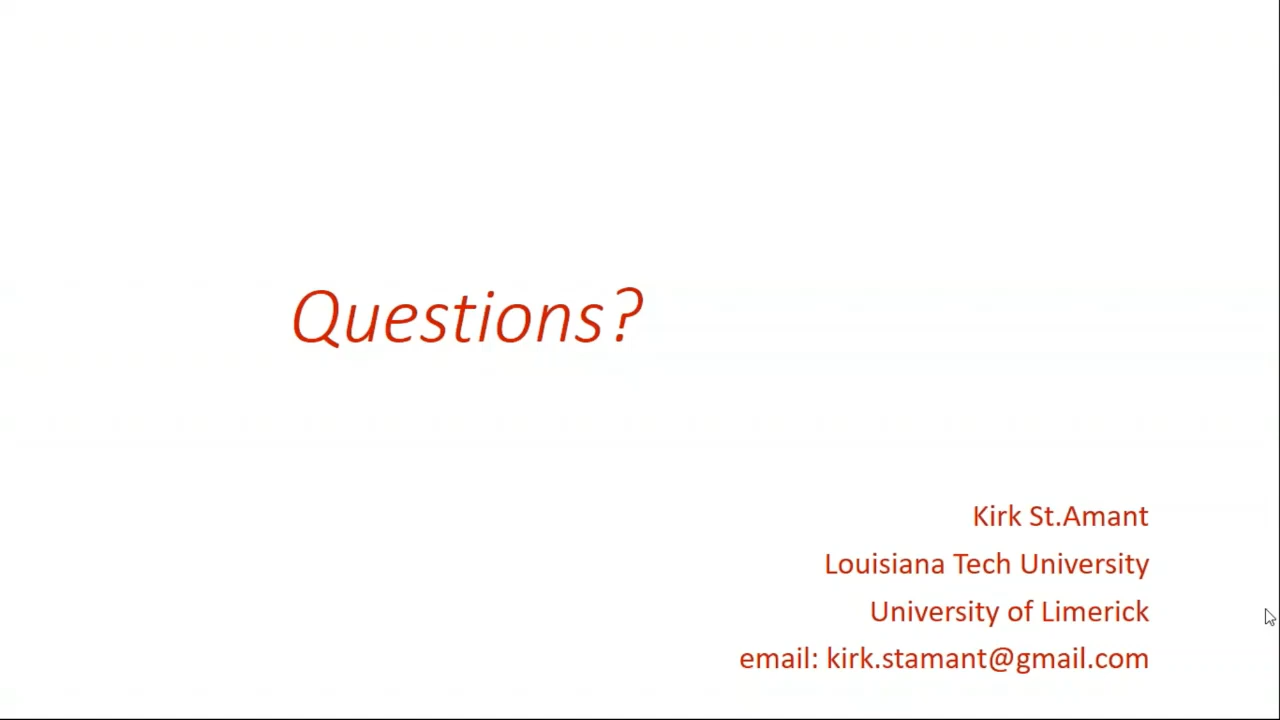 Questions?
Kirk St.Amant
Louisiana Tech University
University of Limerick
email: kirk.stamant@gmail.com